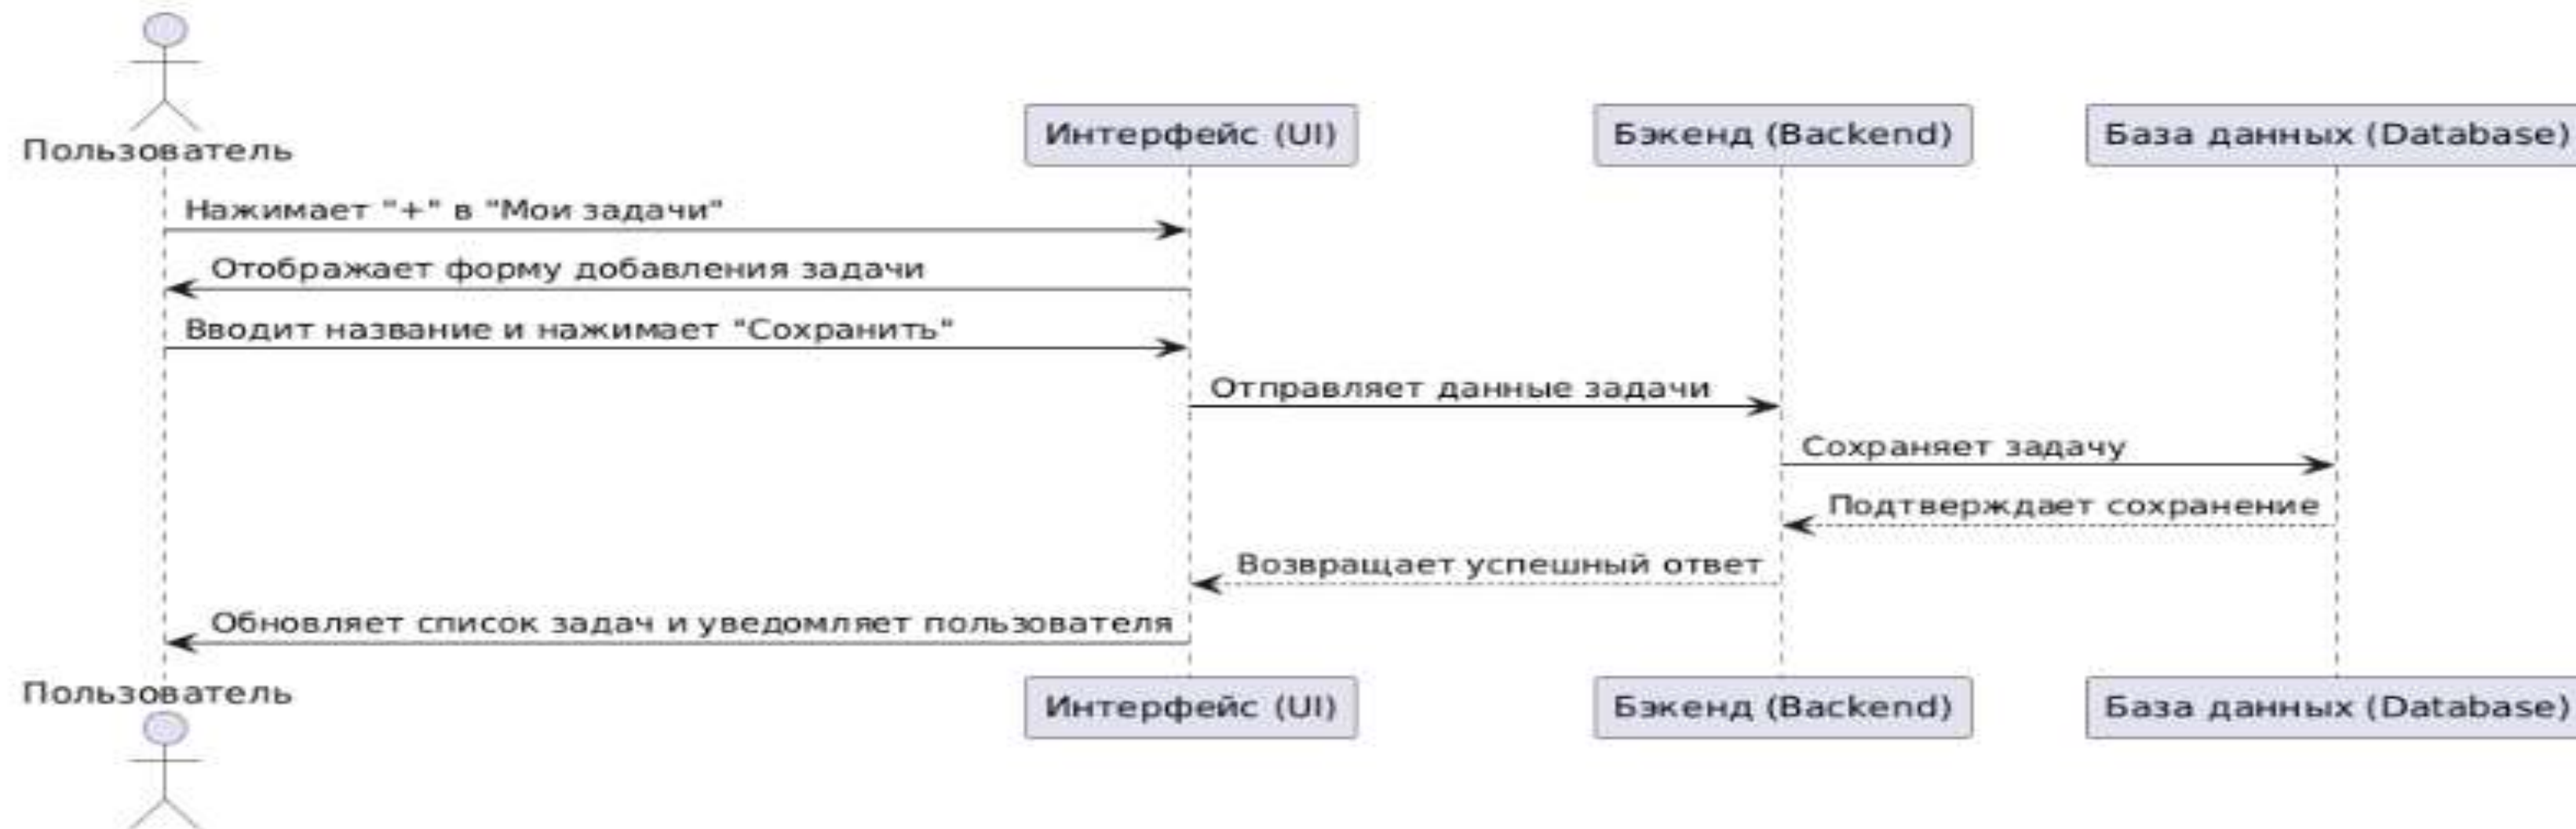 Пользователь
Интерфейс (UI)
Бэкенд (Backend)
База данных (Database)
Нажимает "+" в "Мои задачи"
Отображает форму добавления задачи
Вводит название и нажимает "Сохранить"
Отправляет данные задачи
Сохраняет задачу
Подтверждает сохранение
Возвращает успешный ответ
Обновляет список задач и уведомляет пользователя
Пользователь
Интерфейс (UI)
Бэкенд (Backend)
База данных (Database)